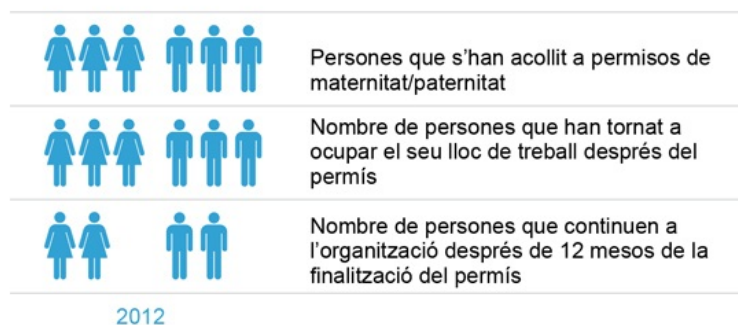 Persones que s’han acollit a permisos de
maternitat/paternitat
Nombre de persones que han tornat a
ocupar el seu lloc de treball després del
permís
Nombre de persones que continuen a
l’organització després de 12 mesos de la
finalització del permís
2012